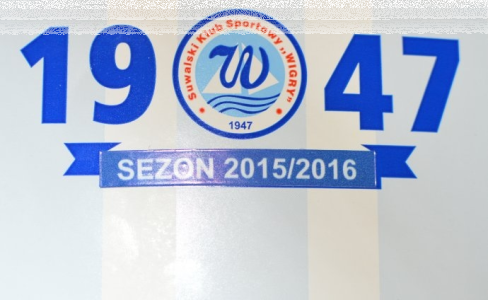 19 47
Suwalski Klub Sportowy „WIGRY”
W
1947
SEZON 2015/2016